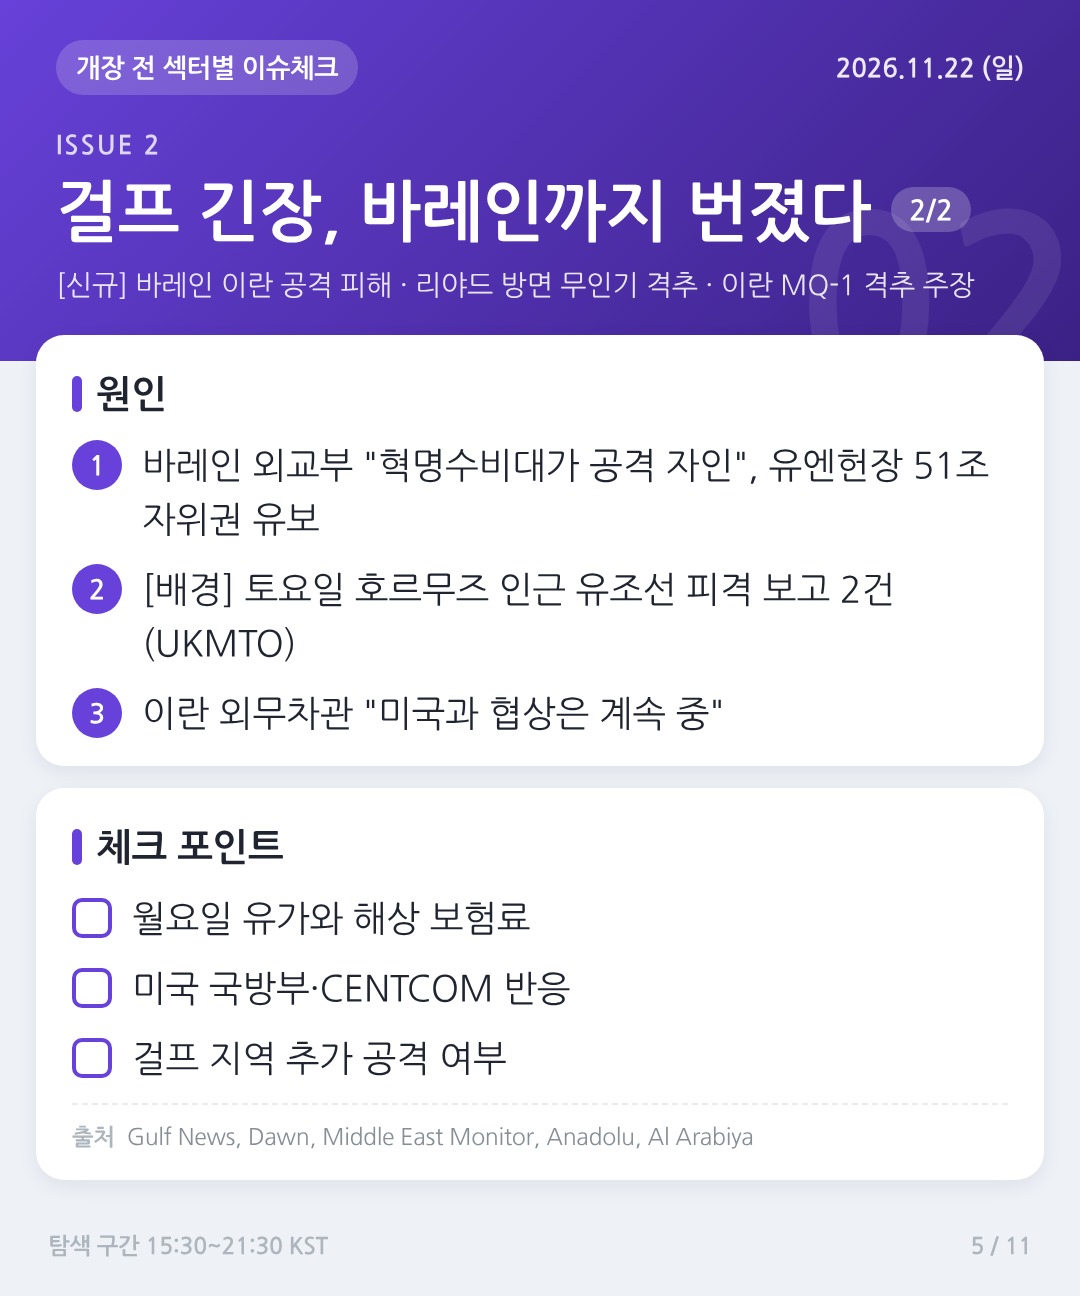 개장 전 섹터별 이슈체크
2026.11.22 (일)
ISSUE 2
걸프 긴장, 바레인까지 번졌다 2/2
02
[신규] 바레인 이란 공격 피해 · 리야드 방면 무인기 격추 · 이란 MQ-1 격추 주장
원인
1 바레인 외교부 "혁명수비대가 공격 자인", 유엔헌장 51조
자위권 유보
2 [배경] 토요일 호르무즈 인근 유조선 피격 보고 2건
(UKMTO)
3 이란 외무차관 "미국과 협상은 계속 중"
체크 포인트
월요일 유가와 해상 보험료
미국 국방부·CENTCOM 반응
걸프 지역 추가 공격 여부
출처 Gulf News, Dawn, Middle East Monitor, Anadolu, Al Arabiya
탐색 구간 15:30~21:30 KST
5 / 11